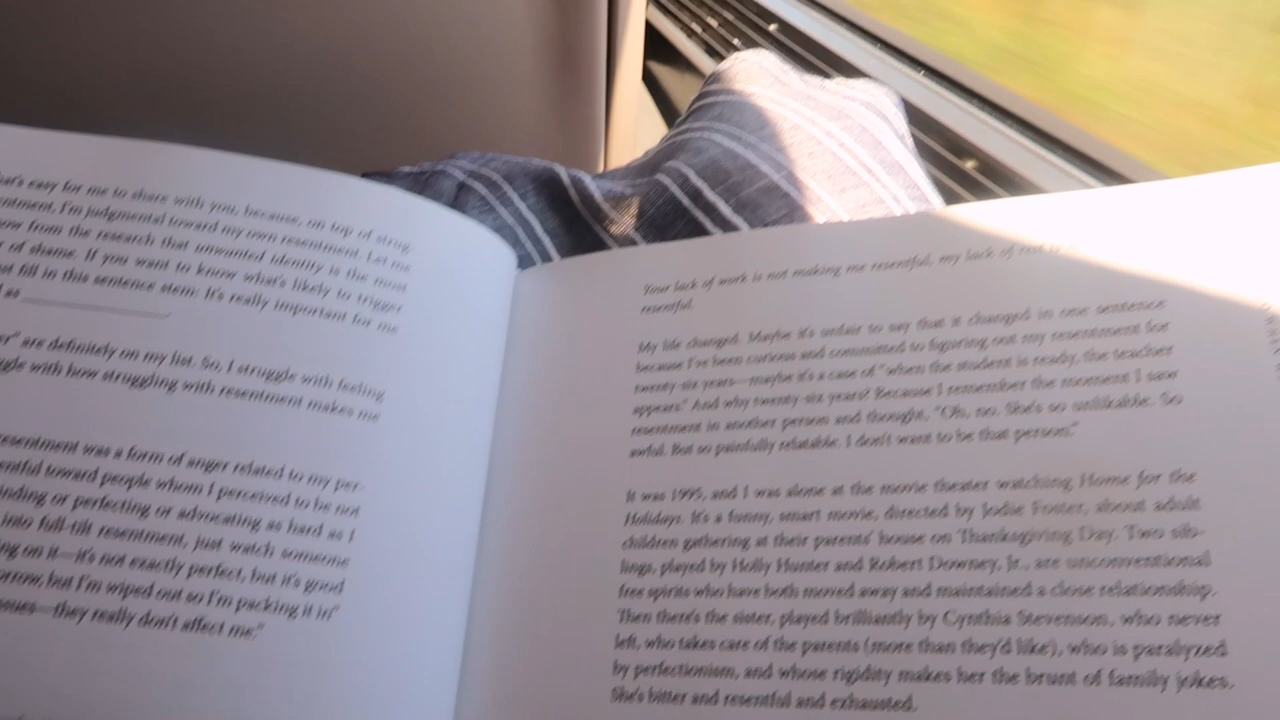 hat's easy for me to share with you, because, on top of strug-
entment, I'm judgmental toward my own resentment. Let me
ow from the research that unwanted identity is the most
r of shame. If you want to know what's likely to trigger
st fill in this sentence stem: It's really important for me
d as
er" are definitely on my list. So, I struggle with feeling
ggle with how struggling with resentment makes me
resentment was a form of anger related to my per-
entful toward people whom I perceived to be not
nding or perfecting or advocating as hard as I
into full-tilt resentment, just watch someone
ng on it—it's not exactly perfect, but it's good
orrow, but I'm wiped out so I'm packing it in"
ssues—they really don't affect me."
Your lack of work is not making me resentful, my lack of rest is
resentful.
My life changed. Maybe it's unfair to say that it changed in one sentence
because I've been curious and committed to figuring out my resentment for
twenty-six years—maybe it's a case of "when the student is ready, the teacher
appears." And why twenty-six years? Because I remember the moment I saw
resentment in another person and thought, "Oh, no. She's so unlikable. So
awful. But so painfully relatable. I don't want to be that person."
It was 1995, and I was alone at the movie theater watching Home for the
Holidays. It's a funny, smart movie, directed by Jodie Foster, about adult
children gathering at their parents' house on Thanksgiving Day. Two sib-
lings, played by Holly Hunter and Robert Downey, Jr., are unconventional
free spirits who have both moved away and maintained a close relationship.
Then there's the sister, played brilliantly by Cynthia Stevenson, who never
left, who takes care of the parents (more than they'd like), who is paralyzed
by perfectionism, and whose rigidity makes her the brunt of family jokes.
She's bitter and resentful and exhausted.